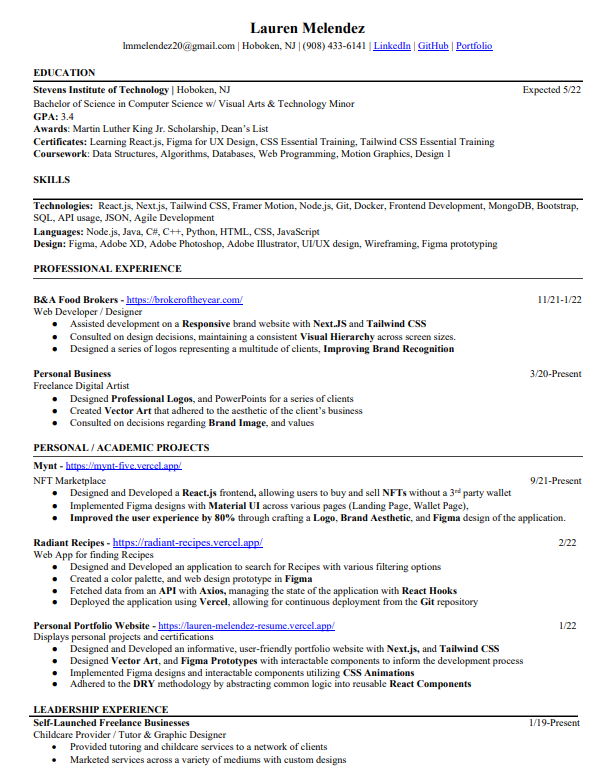 Lauren Melendez
lmmelendez20@gmail.com | Hoboken, NJ | (908) 433-6141 | LinkedIn | GitHub | Portfolio
EDUCATION
Stevens Institute of Technology | Hoboken, NJ Expected 5/22
Bachelor of Science in Computer Science w/ Visual Arts & Technology Minor
GPA: 3.4
Awards: Martin Luther King Jr. Scholarship, Dean's List
Certificates: Learning React.js, Figma for UX Design, CSS Essential Training, Tailwind CSS Essential Training
Coursework: Data Structures, Algorithms, Databases, Web Programming, Motion Graphics, Design 1
SKILLS
Technologies: React.js, Next.js, Tailwind CSS, Framer Motion, Node.js, Git, Docker, Frontend Development, MongoDB, Bootstrap,
SQL, API usage, JSON, Agile Development
Languages: Node.js, Java, C#, C++, Python, HTML, CSS, JavaScript
Design: Figma, Adobe XD, Adobe Photoshop, Adobe Illustrator, UI/UX design, Wireframing, Figma prototyping
PROFESSIONAL EXPERIENCE
B&A Food Brokers - https://brokeroftheyear.com/ 11/21-1/22
Web Developer / Designer
● Assisted development on a Responsive brand website with Next.JS and Tailwind CSS
● Consulted on design decisions, maintaining a consistent Visual Hierarchy across screen sizes.
● Designed a series of logos representing a multitude of clients, Improving Brand Recognition
Personal Business 3/20-Present
Freelance Digital Artist
● Designed Professional Logos, and PowerPoints for a series of clients
● Created Vector Art that adhered to the aesthetic of the client's business
● Consulted on decisions regarding Brand Image, and values
PERSONAL / ACADEMIC PROJECTS
Mynt - https://mynt-five.vercel.app/
NFT Marketplace 9/21-Present
● Designed and Developed a React.js frontend, allowing users to buy and sell NFTs without a 3rd party wallet
● Implemented Figma designs with Material UI across various pages (Landing Page, Wallet Page),
● Improved the user experience by 80% through crafting a Logo, Brand Aesthetic, and Figma design of the application.
Radiant Recipes - https://radiant-recipes.vercel.app/ 2/22
Web App for finding Recipes
● Designed and Developed an application to search for Recipes with various filtering options
● Created a color palette, and web design prototype in Figma
● Fetched data from an API with Axios, managing the state of the application with React Hooks
● Deployed the application using Vercel, allowing for continuous deployment from the Git repository
Personal Portfolio Website - https://lauren-melendez-resume.vercel.app/ 1/22
Displays personal projects and certifications
● Designed and Developed an informative, user-friendly portfolio website with Next.js, and Tailwind CSS
● Designed Vector Art, and Figma Prototypes with interactable components to inform the development process
● Implemented Figma designs and interactable components utilizing CSS Animations
● Adhered to the DRY methodology by abstracting common logic into reusable React Components
LEADERSHIP EXPERIENCE
Self-Launched Freelance Businesses 1/19-Present
Childcare Provider / Tutor & Graphic Designer
● Provided tutoring and childcare services to a network of clients
● Marketed services across a variety of mediums with custom designs